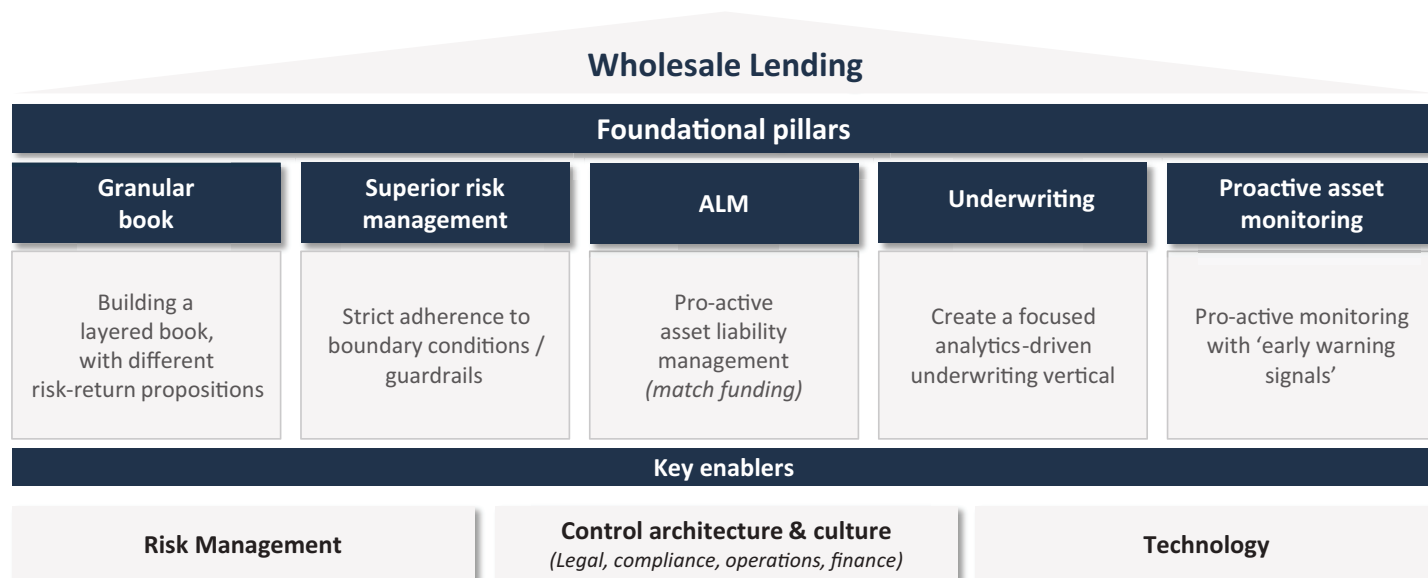 Wholesale Lending
Foundational pillars
Granular
book
Superior risk
management
ALM
Underwriting
Proactive asset
monitoring
Building a
layered book,
with different
risk-return propositions
Strict adherence to
boundary conditions /
guardrails
Pro-active
asset liability
management
(match funding)
Create a focused
analytics-driven
underwriting vertical
Pro-active monitoring
with ‘early warning
signals’
Key enablers
Risk Management
Control architecture & culture
(Legal, compliance, operations, finance)
Technology